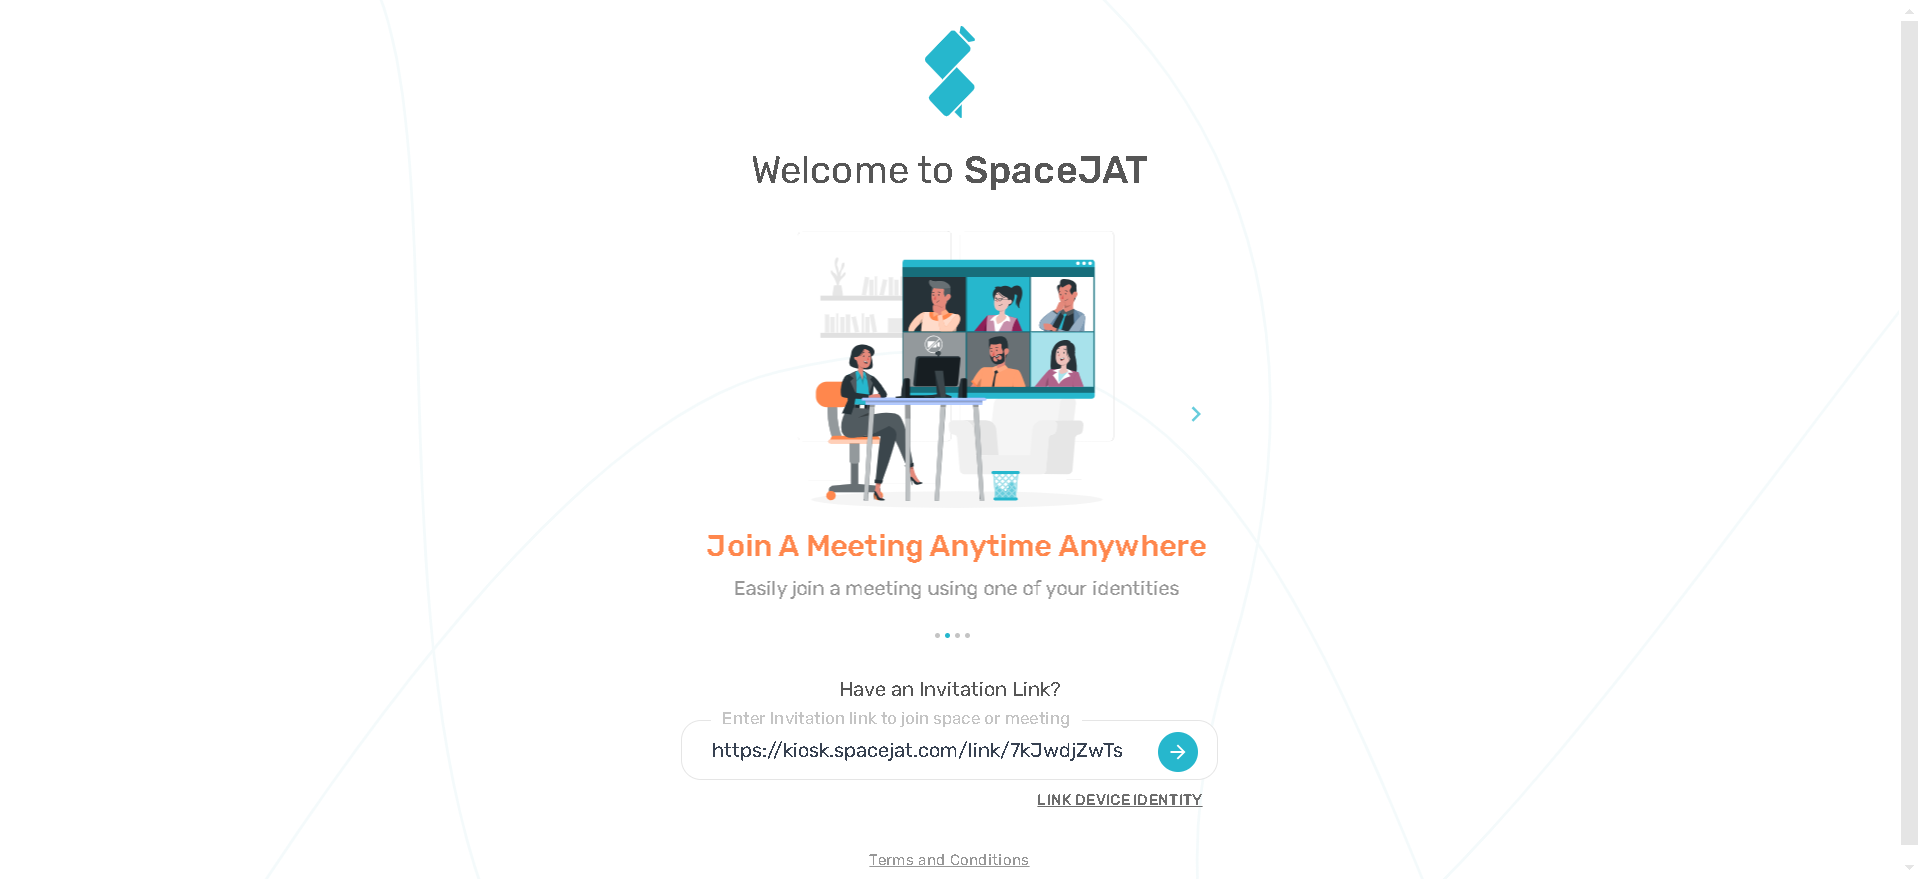 Welcome to SpaceJAT
Join A Meeting Anytime Anywhere
Easily join a meeting using one of your identities
Have an Invitation Link?
Enter Invitation link to join space or meeting
https://kiosk.spacejat.com/link/7kJwdjZwTs
LINK DEVICE IDENTITY
Terms and Conditions